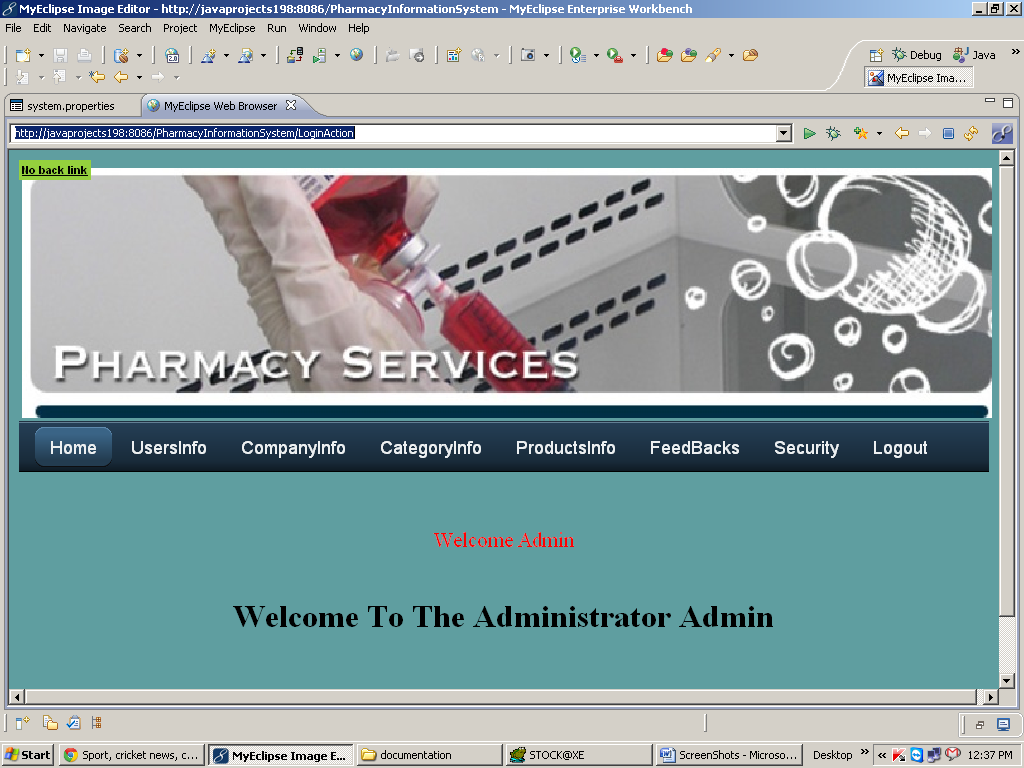 MyEclipse Image Editor - http://javaprojects198:8086/PharmacyInformationSystem - MyEclipse Enterprise Workbench
File Edit Navigate Search Project MyEclipse Run Window Help
2.0
Debug Java »
MyEclipse Ima...
system.properties MyEclipse Web Browser
http://javaprojects198:8086/PharmacyInformationSystem/LoginAction
No back link
PHARMACY SERVICES
Home UsersInfo CompanyInfo CategoryInfo ProductsInfo FeedBacks Security Logout
Welcome Admin
Welcome To The Administrator Admin
Start Sport, cricket news, c... MyEclipse Image E... documentation STOCK@XE ScreenShots - Microso... Desktop » « 12:37 PM